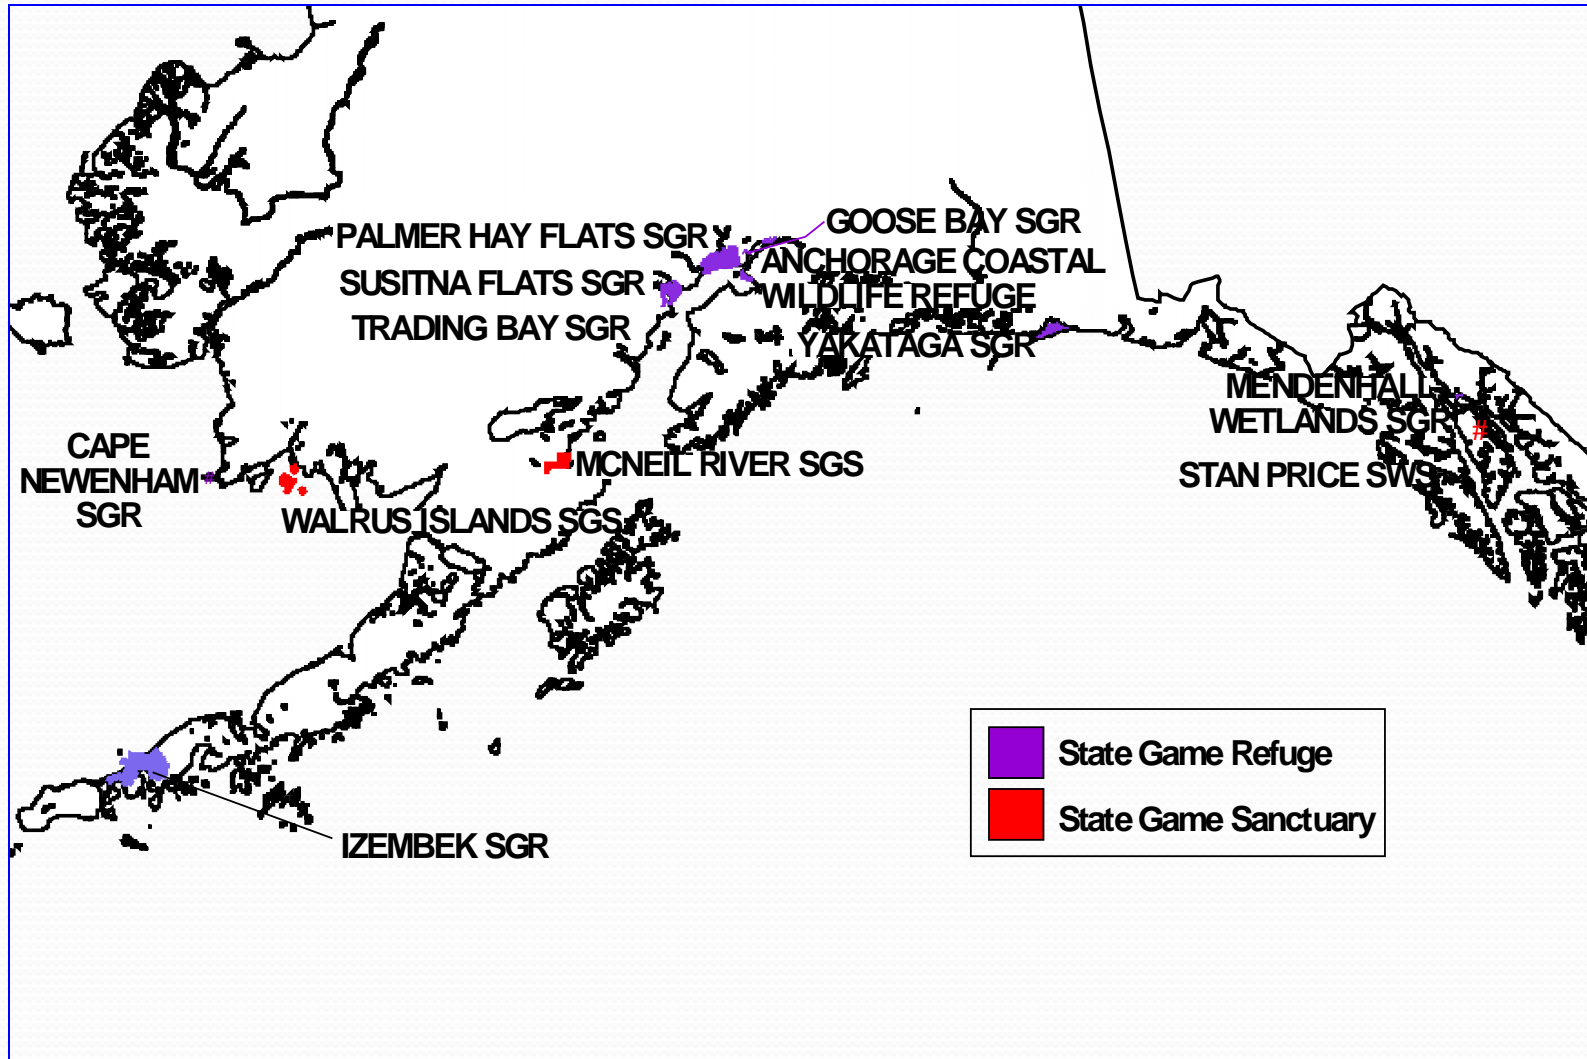 PALMER HAY FLATS SGR
GOOSE BAY SGR
SUSITNA FLATS SGR
ANCHORAGE COASTAL
WILDLIFE REFUGE
TRADING BAY SGR
YAKATAGA SGR
MENDENHALL
WETLANDS SGR
#
STAN PRICE SWS
CAPE
NEWENHAM
SGR
#
MCNEIL RIVER SGS
WALRUS ISLANDS SGS
IZEMBEK SGR
State Game Refuge
State Game Sanctuary